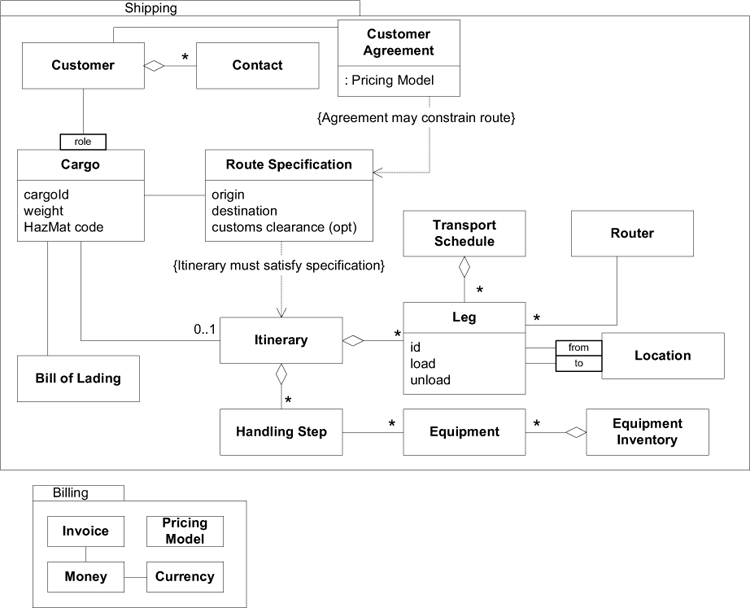 Shipping
Customer
*
Contact
Customer
Agreement
: Pricing Model
{Agreement may constrain route}
role
Cargo
cargoId
weight
HazMat code
Route Specification
origin
destination
customs clearance (opt)
Transport
Schedule
Router
{Itinerary must satisfy specification}
*
0..1
Itinerary
*
Leg
id
load
unload
*
from
to
Location
Bill of Lading
*
Handling Step
*
Equipment
*
Equipment
Inventory
Billing
Invoice
Pricing
Model
Money
Currency